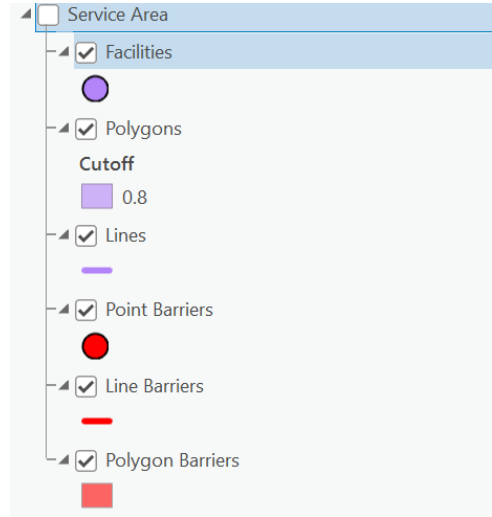 Service Area
Facilities
Polygons
Cutoff
0.8
Lines
Point Barriers
Line Barriers
Polygon Barriers